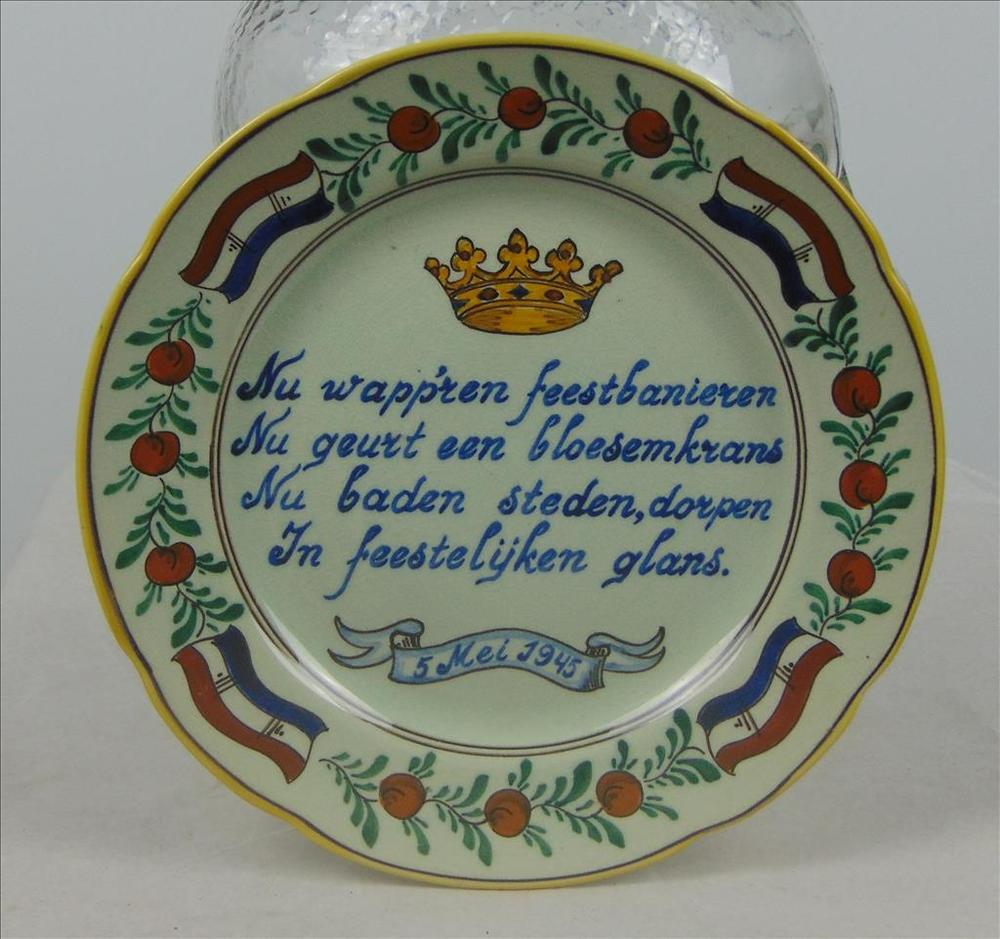 Nu wapp'ren feestbanieren
Nu geurt een bloesemkrans
Nu baden steden, dorpen
In feestelijken glans.
5 Mei 1945